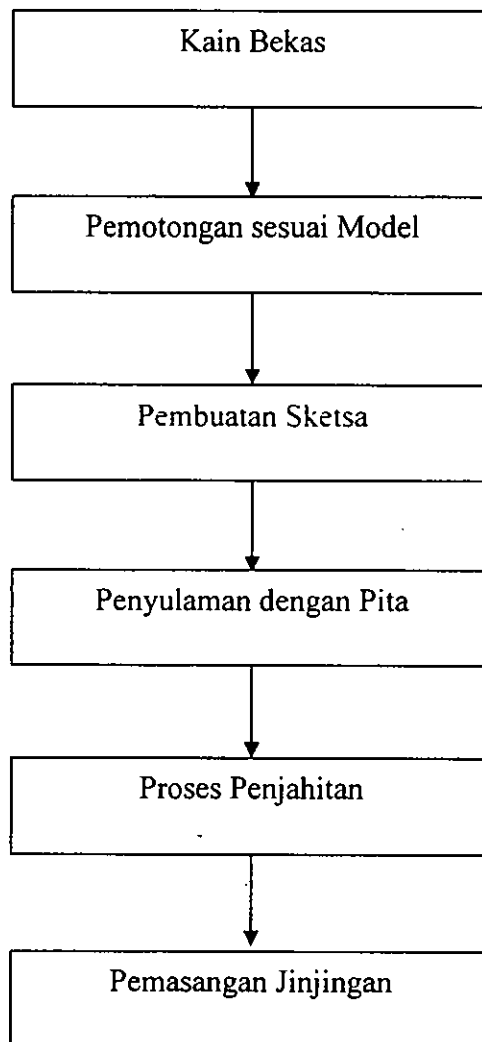 Kain Bekas
Pemotongan sesuai Model
Pembuatan Sketsa
Penyulaman dengan Pita
Proses Penjahitan
Pemasangan Jinjingan